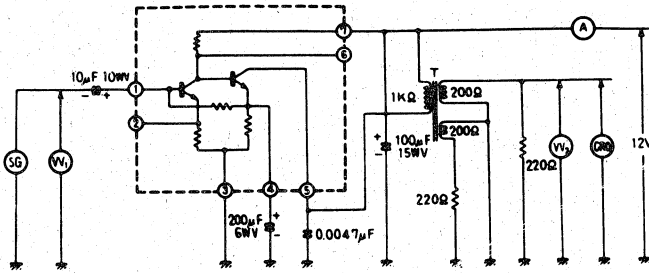 7
A
6
10μF 10WV
- +
1
T
1KΩ
200Ω
2
+
-
100μF
15WV
200Ω
12V
SG
VV₁
220Ω
VV₂
CRO
3
4
5
220Ω
200μF
6WV
+
-
0.0047μF